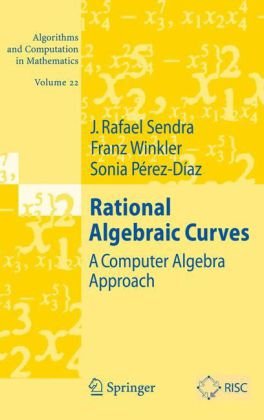 Algorithms
and Computation
in Mathematics
Volume 22
J. Rafael Sendra
Franz Winkler
Sonia Pérez-Díaz
Rational
Algebraic Curves
A Computer Algebra
Approach
Springer
RISC